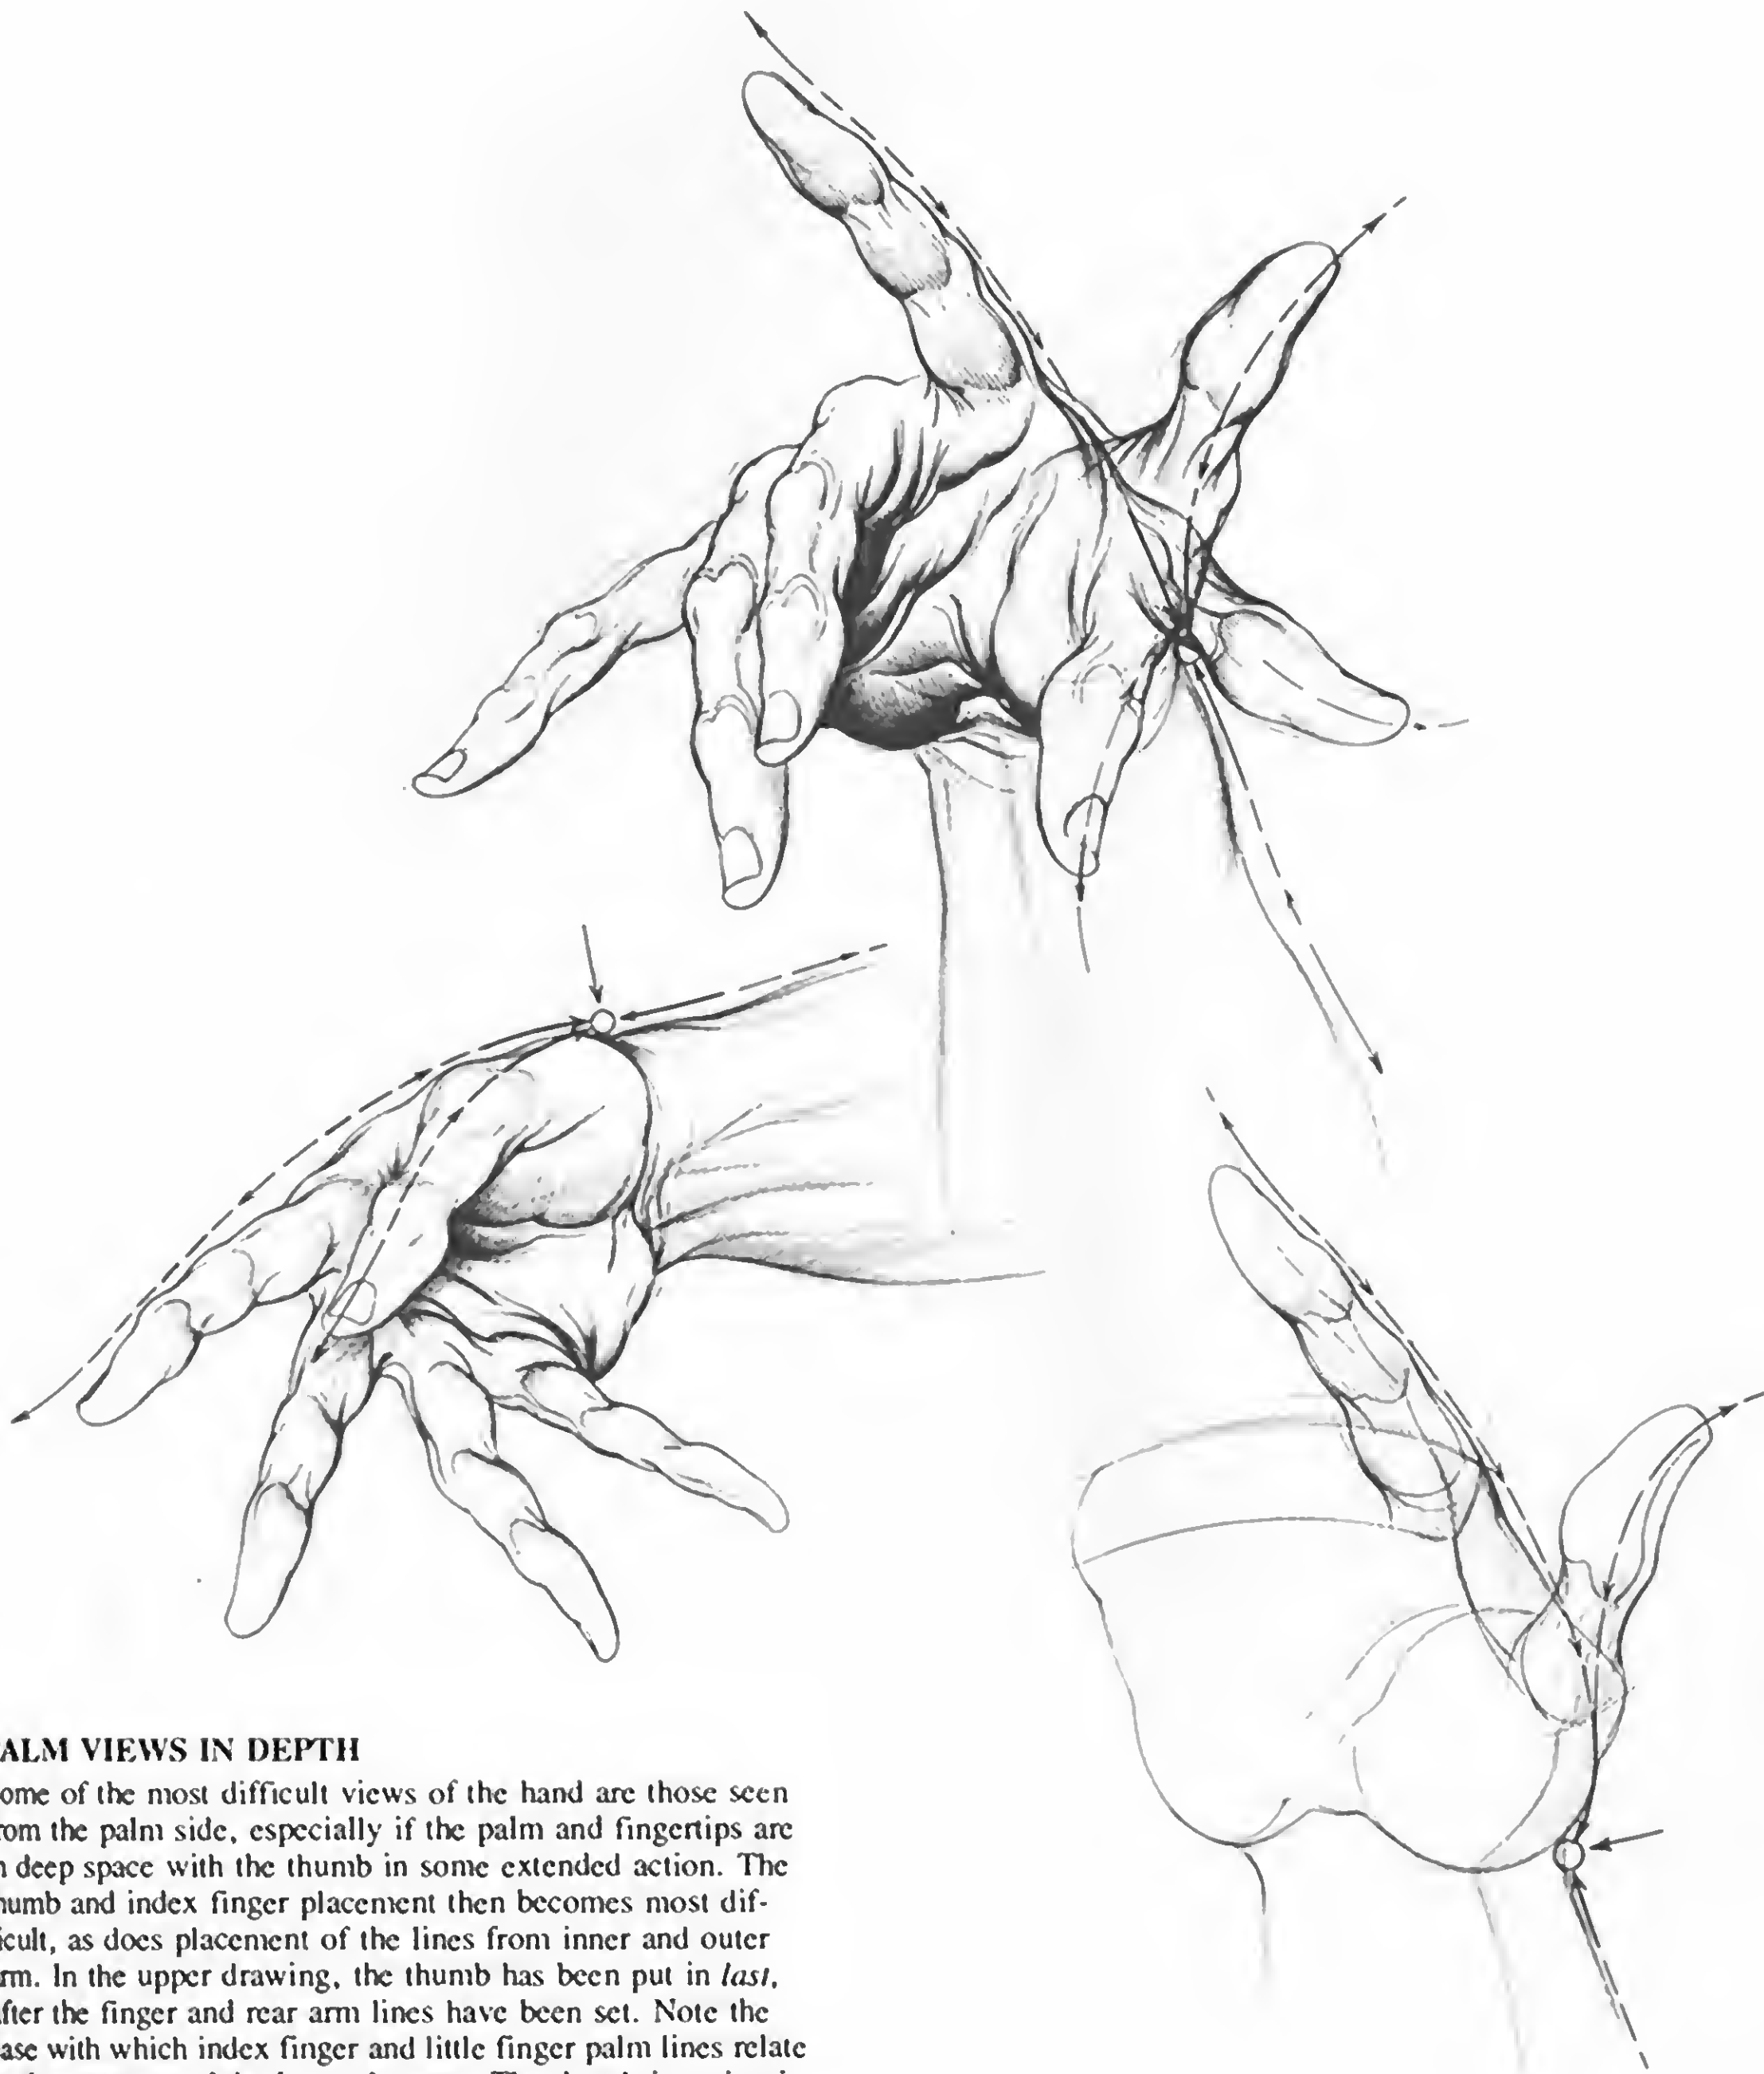 ALM VIEWS IN DEPTH
ome of the most difficult views of the hand are those seen
rom the palm side, especially if the palm and fingertips are
n deep space with the thumb in some extended action. The
humb and index finger placement then becomes most dif-
icult, as does placement of the lines from inner and outer
rm. In the upper drawing, the thumb has been put in last,
fter the finger and rear arm lines have been set. Note the
ase with which index finger and little finger palm lines relate